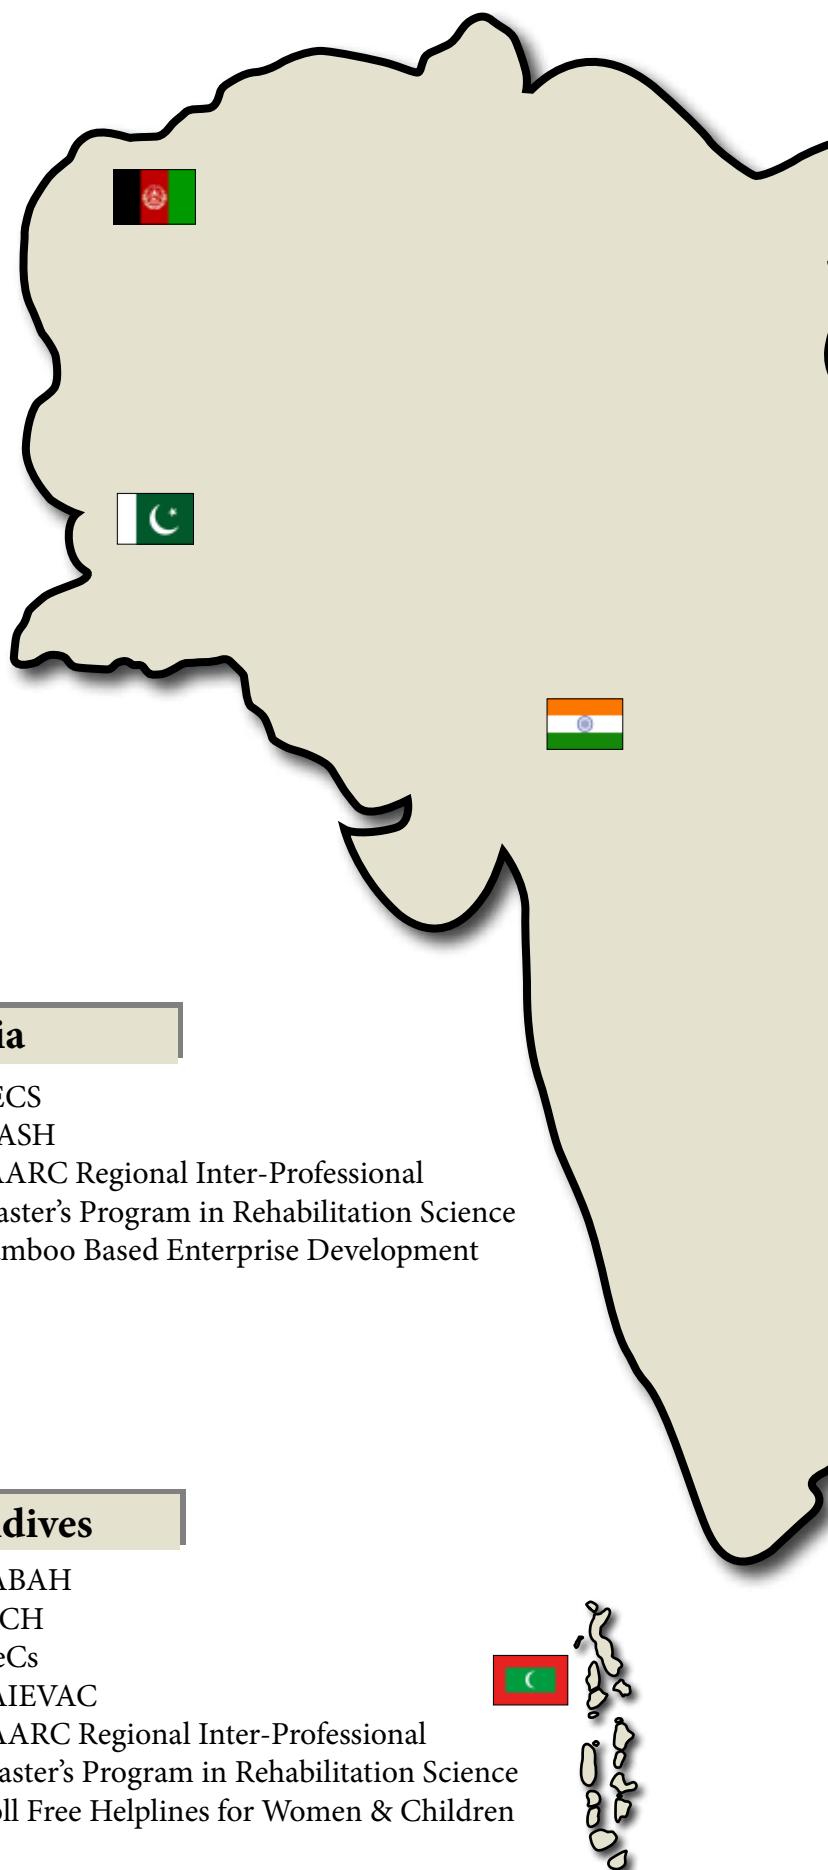 ia
ECS
ASH
AARC Regional Inter-Professional
aster's Program in Rehabilitation Science
mboo Based Enterprise Development
dives
ABAH
CH
eCs
AIEVAC
AARC Regional Inter-Professional
aster's Program in Rehabilitation Science
ll Free Helplines for Women & Children